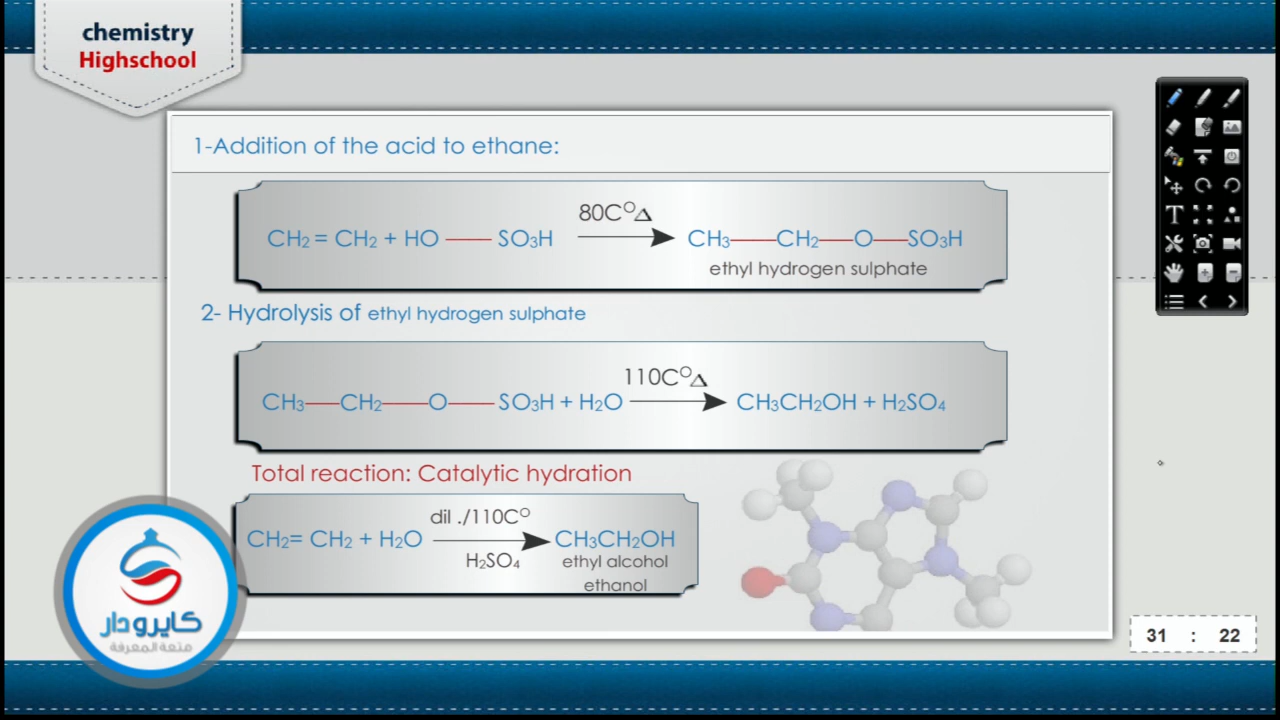 chemistry
Highschool
1-Addition of the acid to ethane:
80C°Δ
CH₂ = CH₂ + HO — SO₃H → CH₃—CH₂—O—SO₃H
ethyl hydrogen sulphate
2- Hydrolysis of ethyl hydrogen sulphate
110C°Δ
CH₃—CH₂—O—SO₃H + H₂O → CH₃CH₂OH + H₂SO₄
Total reaction: Catalytic hydration
dil ./110C°
CH₂= CH₂ + H₂O → CH₃CH₂OH
H₂SO₄ ethyl alcohol
ethanol
كايرودار
متعة المعرفة
31 : 22